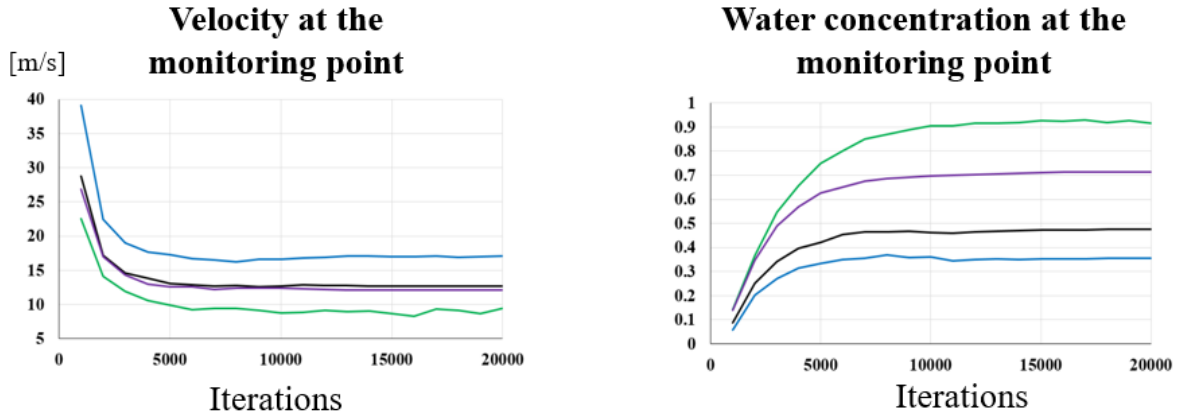 Velocity at the
monitoring point
[m/s]
40
35
30
25
20
15
10
5
0 5000 10000 15000 20000
Iterations
Water concentration at the
monitoring point
1
0.9
0.8
0.7
0.6
0.5
0.4
0.3
0.2
0.1
0
0 5000 10000 15000 20000
Iterations